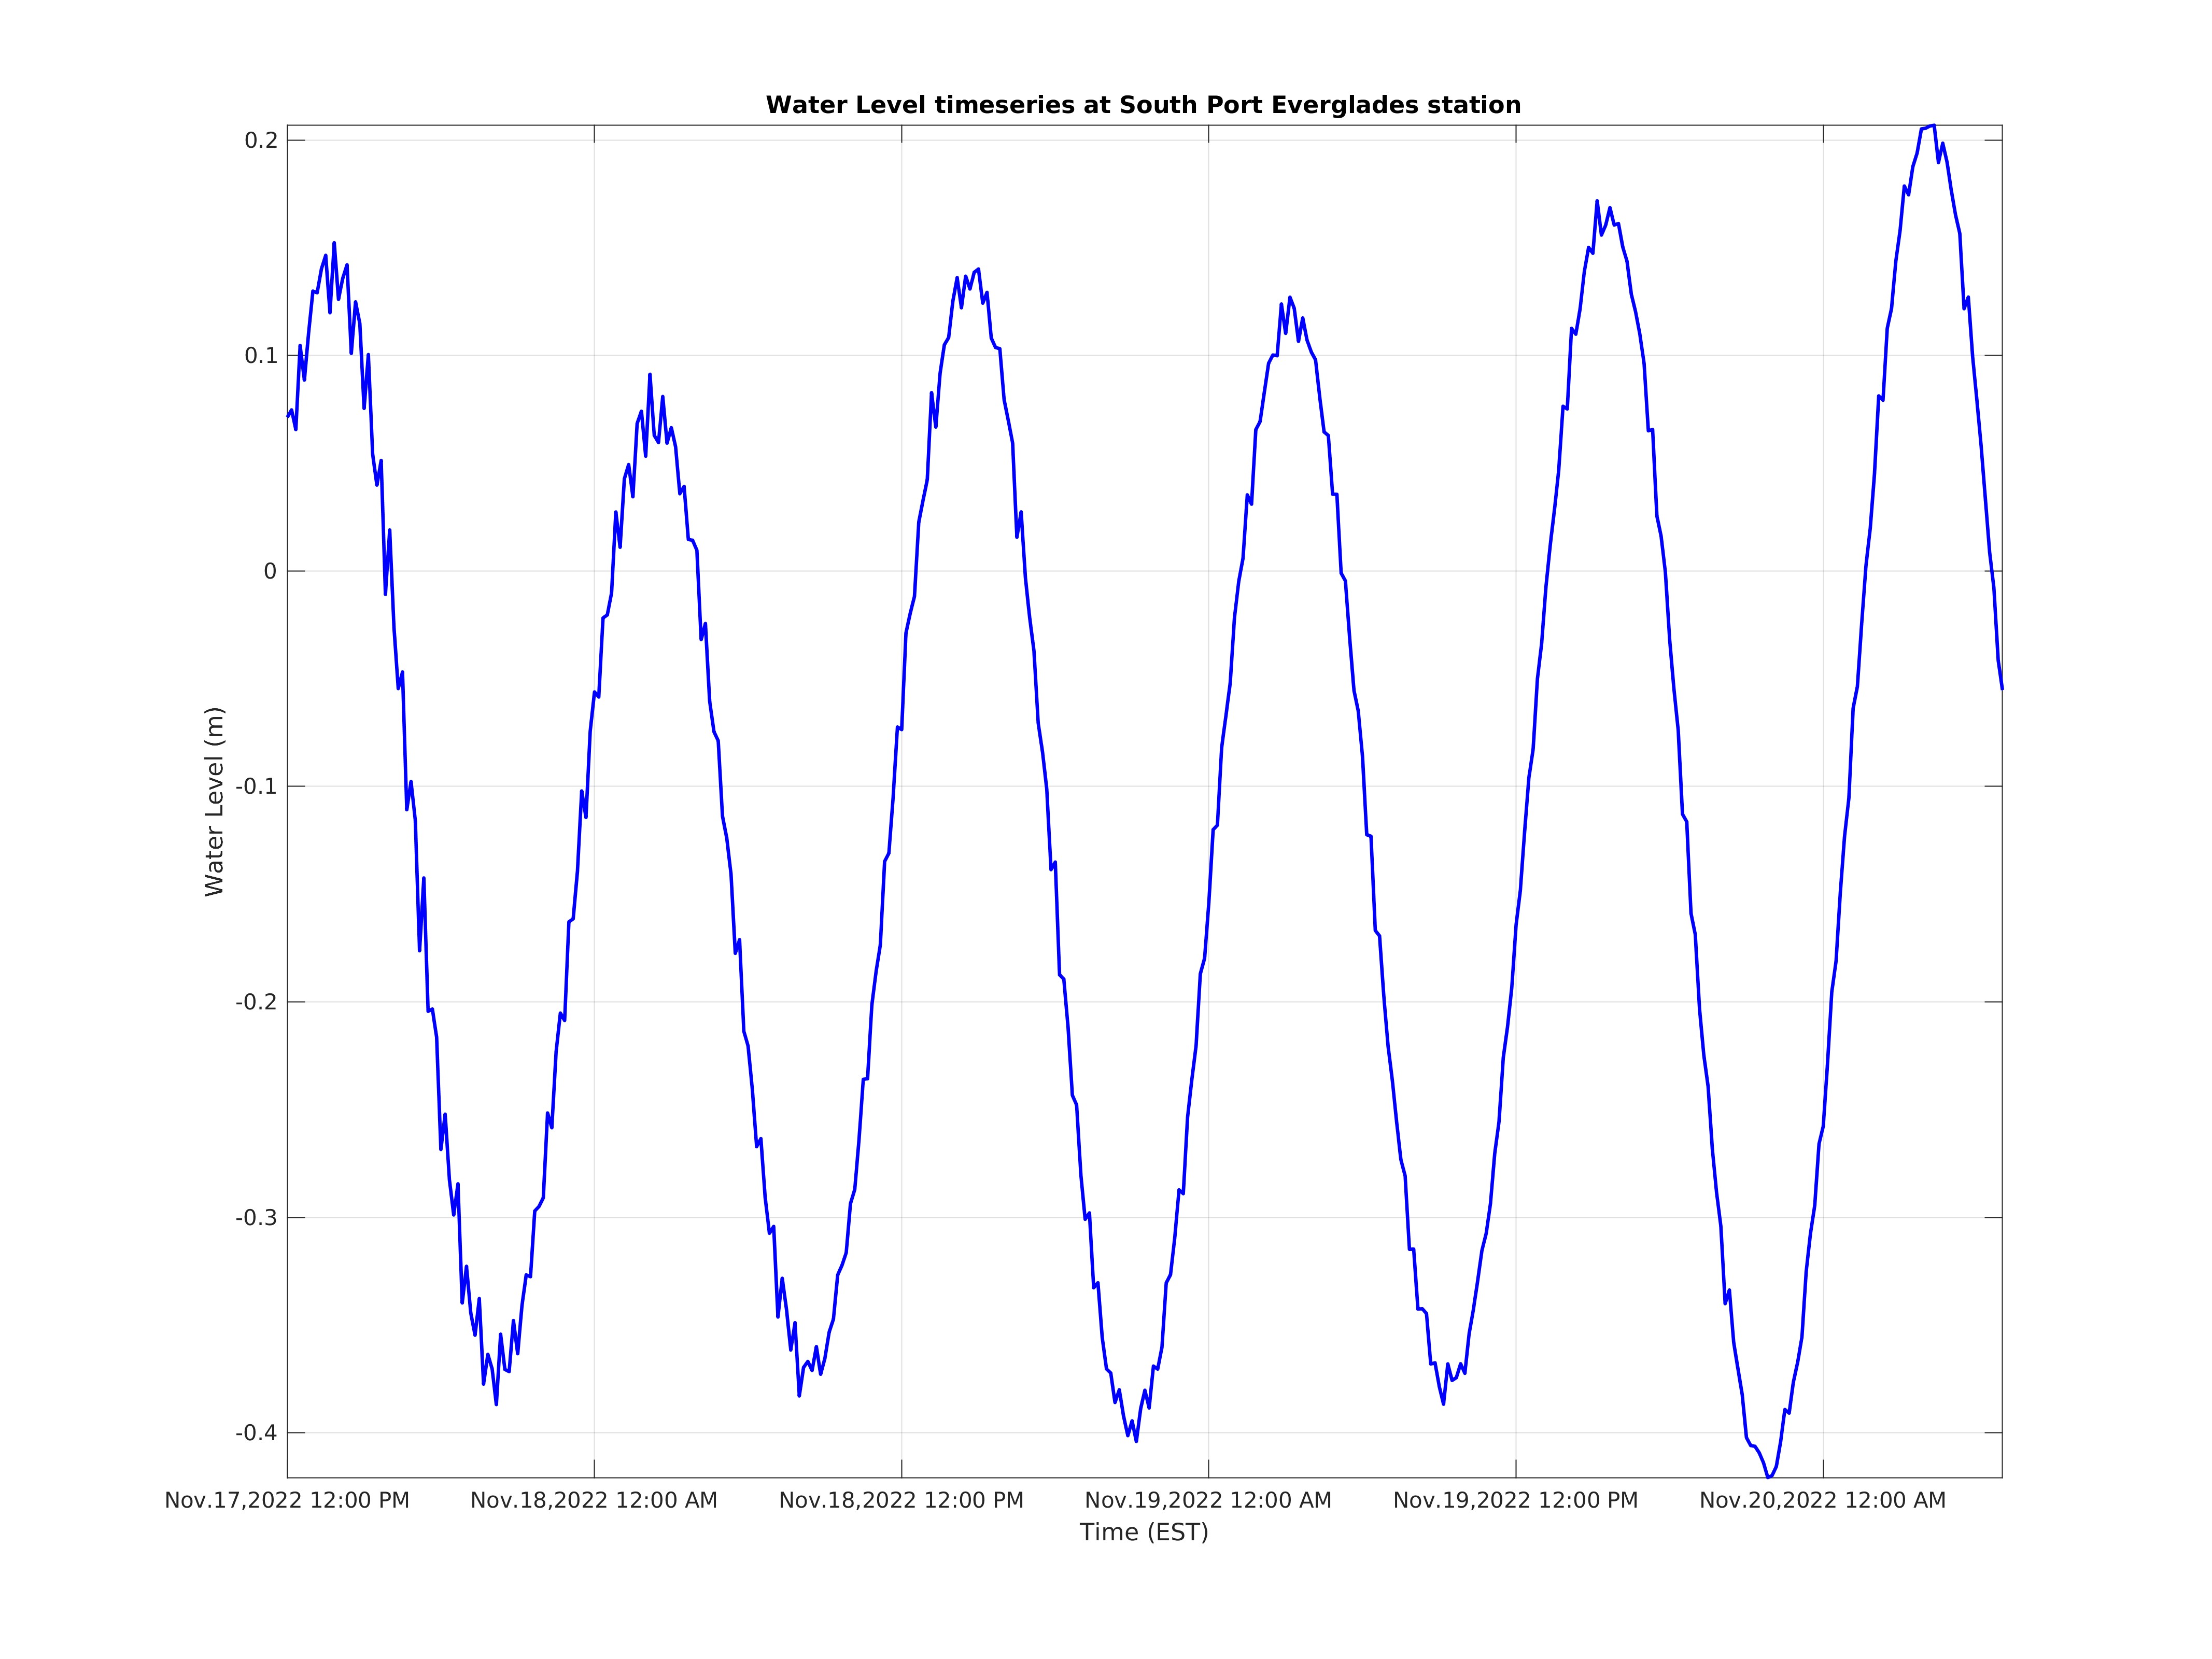 Water Level timeseries at South Port Everglades station
0.2
0.1
0
-0.1
-0.2
-0.3
-0.4
Water Level (m)
Nov.17,2022 12:00 PM
Nov.18,2022 12:00 AM
Nov.18,2022 12:00 PM
Nov.19,2022 12:00 AM
Nov.19,2022 12:00 PM
Nov.20,2022 12:00 AM
Time (EST)